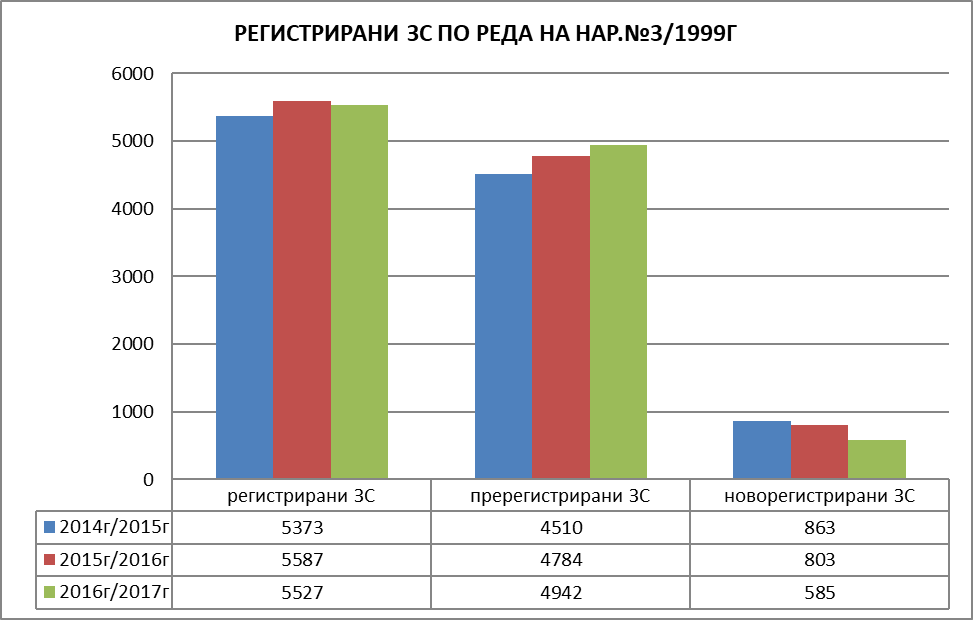 РЕГИСТРИРАНИ ЗС ПО РЕДА НА НАР.№3/1999Г
6000
5000
4000
3000
2000
1000
0
регистрирани ЗС пререгистрирани ЗС новорегистрирани ЗС
2014г/2015г 5373 4510 863
2015г/2016г 5587 4784 803
2016г/2017г 5527 4942 585